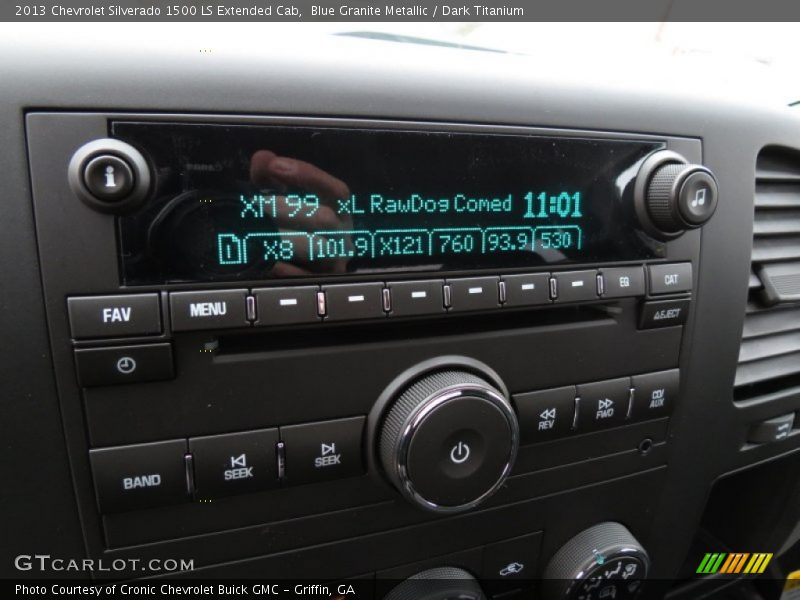 2013 Chevrolet Silverado 1500 LS Extended Cab, Blue Granite Metallic / Dark Titanium
i
XM 99 xL RawDog Comed 11:01
1 X8 101.9 X121 760 93.9 530
FAV
MENU
EQ
CAT
EJECT
BAND
SEEK
SEEK
REV
FWD
CD/
AUX
GTCARLOT.COM
Photo Courtesy of Cronic Chevrolet Buick GMC - Griffin, GA